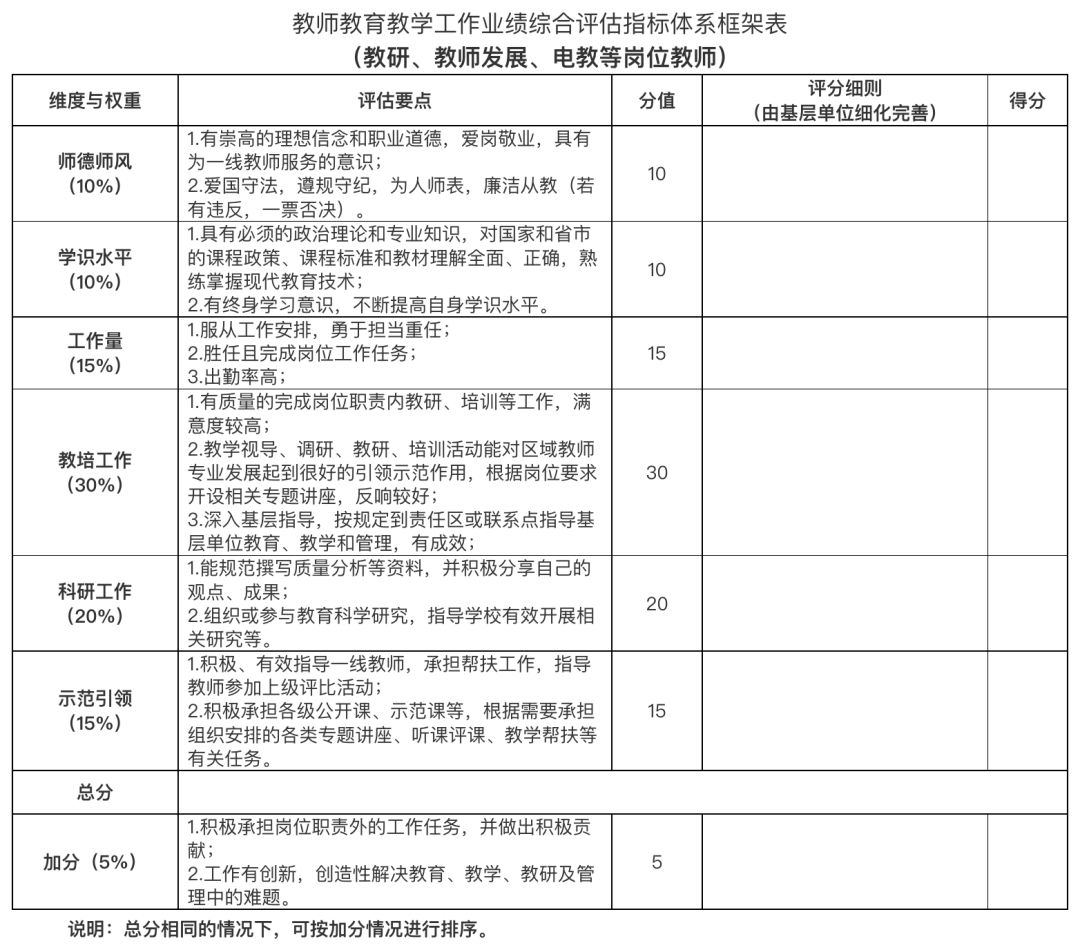 教师教育教学工作业绩综合评估指标体系框架表
（教研、教师发展、电教等岗位教师）
维度与权重
评估要点
分值
评分细则
（由基层单位细化完善）
得分
师德师风
（10%）
1.有崇高的理想信念和职业道德，爱岗敬业，具有
为一线教师服务的意识；
2.爱国守法，遵规守纪，为人师表，廉洁从教（若
有违反，一票否决）。
10
学识水平
（10%）
1.具有必须的政治理论和专业知识，对国家和省市
的课程政策、课程标准和教材理解全面、正确，熟
练掌握现代教育技术；
2.有终身学习意识，不断提高自身学识水平。
10
工作量
（15%）
1.服从工作安排，勇于担当重任；
2.胜任且完成岗位工作任务；
3.出勤率高；
15
教培工作
（30%）
1.有质量的完成岗位职责内教研、培训等工作，满
意度较高；
2.教学视导、调研、教研、培训活动能对区域教师
专业发展起到很好的引领示范作用，根据岗位要求
开设相关专题讲座，反响较好；
3.深入基层指导，按规定到责任区或联系点指导基
层单位教育、教学和管理，有成效；
30
科研工作
（20%）
1.能规范撰写质量分析等资料，并积极分享自己的
观点、成果；
2.组织或参与教育科学研究，指导学校有效开展相
关研究等。
20
示范引领
（15%）
1.积极、有效指导一线教师，承担帮扶工作，指导
教师参加上级评比活动；
2.积极承担各级公开课、示范课等，根据需要承担
组织安排的各类专题讲座、听课评课、教学帮扶等
有关任务。
15
总分
加分（5%）
1.积极承担岗位职责外的工作任务，并做出积极贡
献；
2.工作有创新，创造性解决教育、教学、教研及管
理中的难题。
5
说明：总分相同的情况下，可按加分情况进行排序。